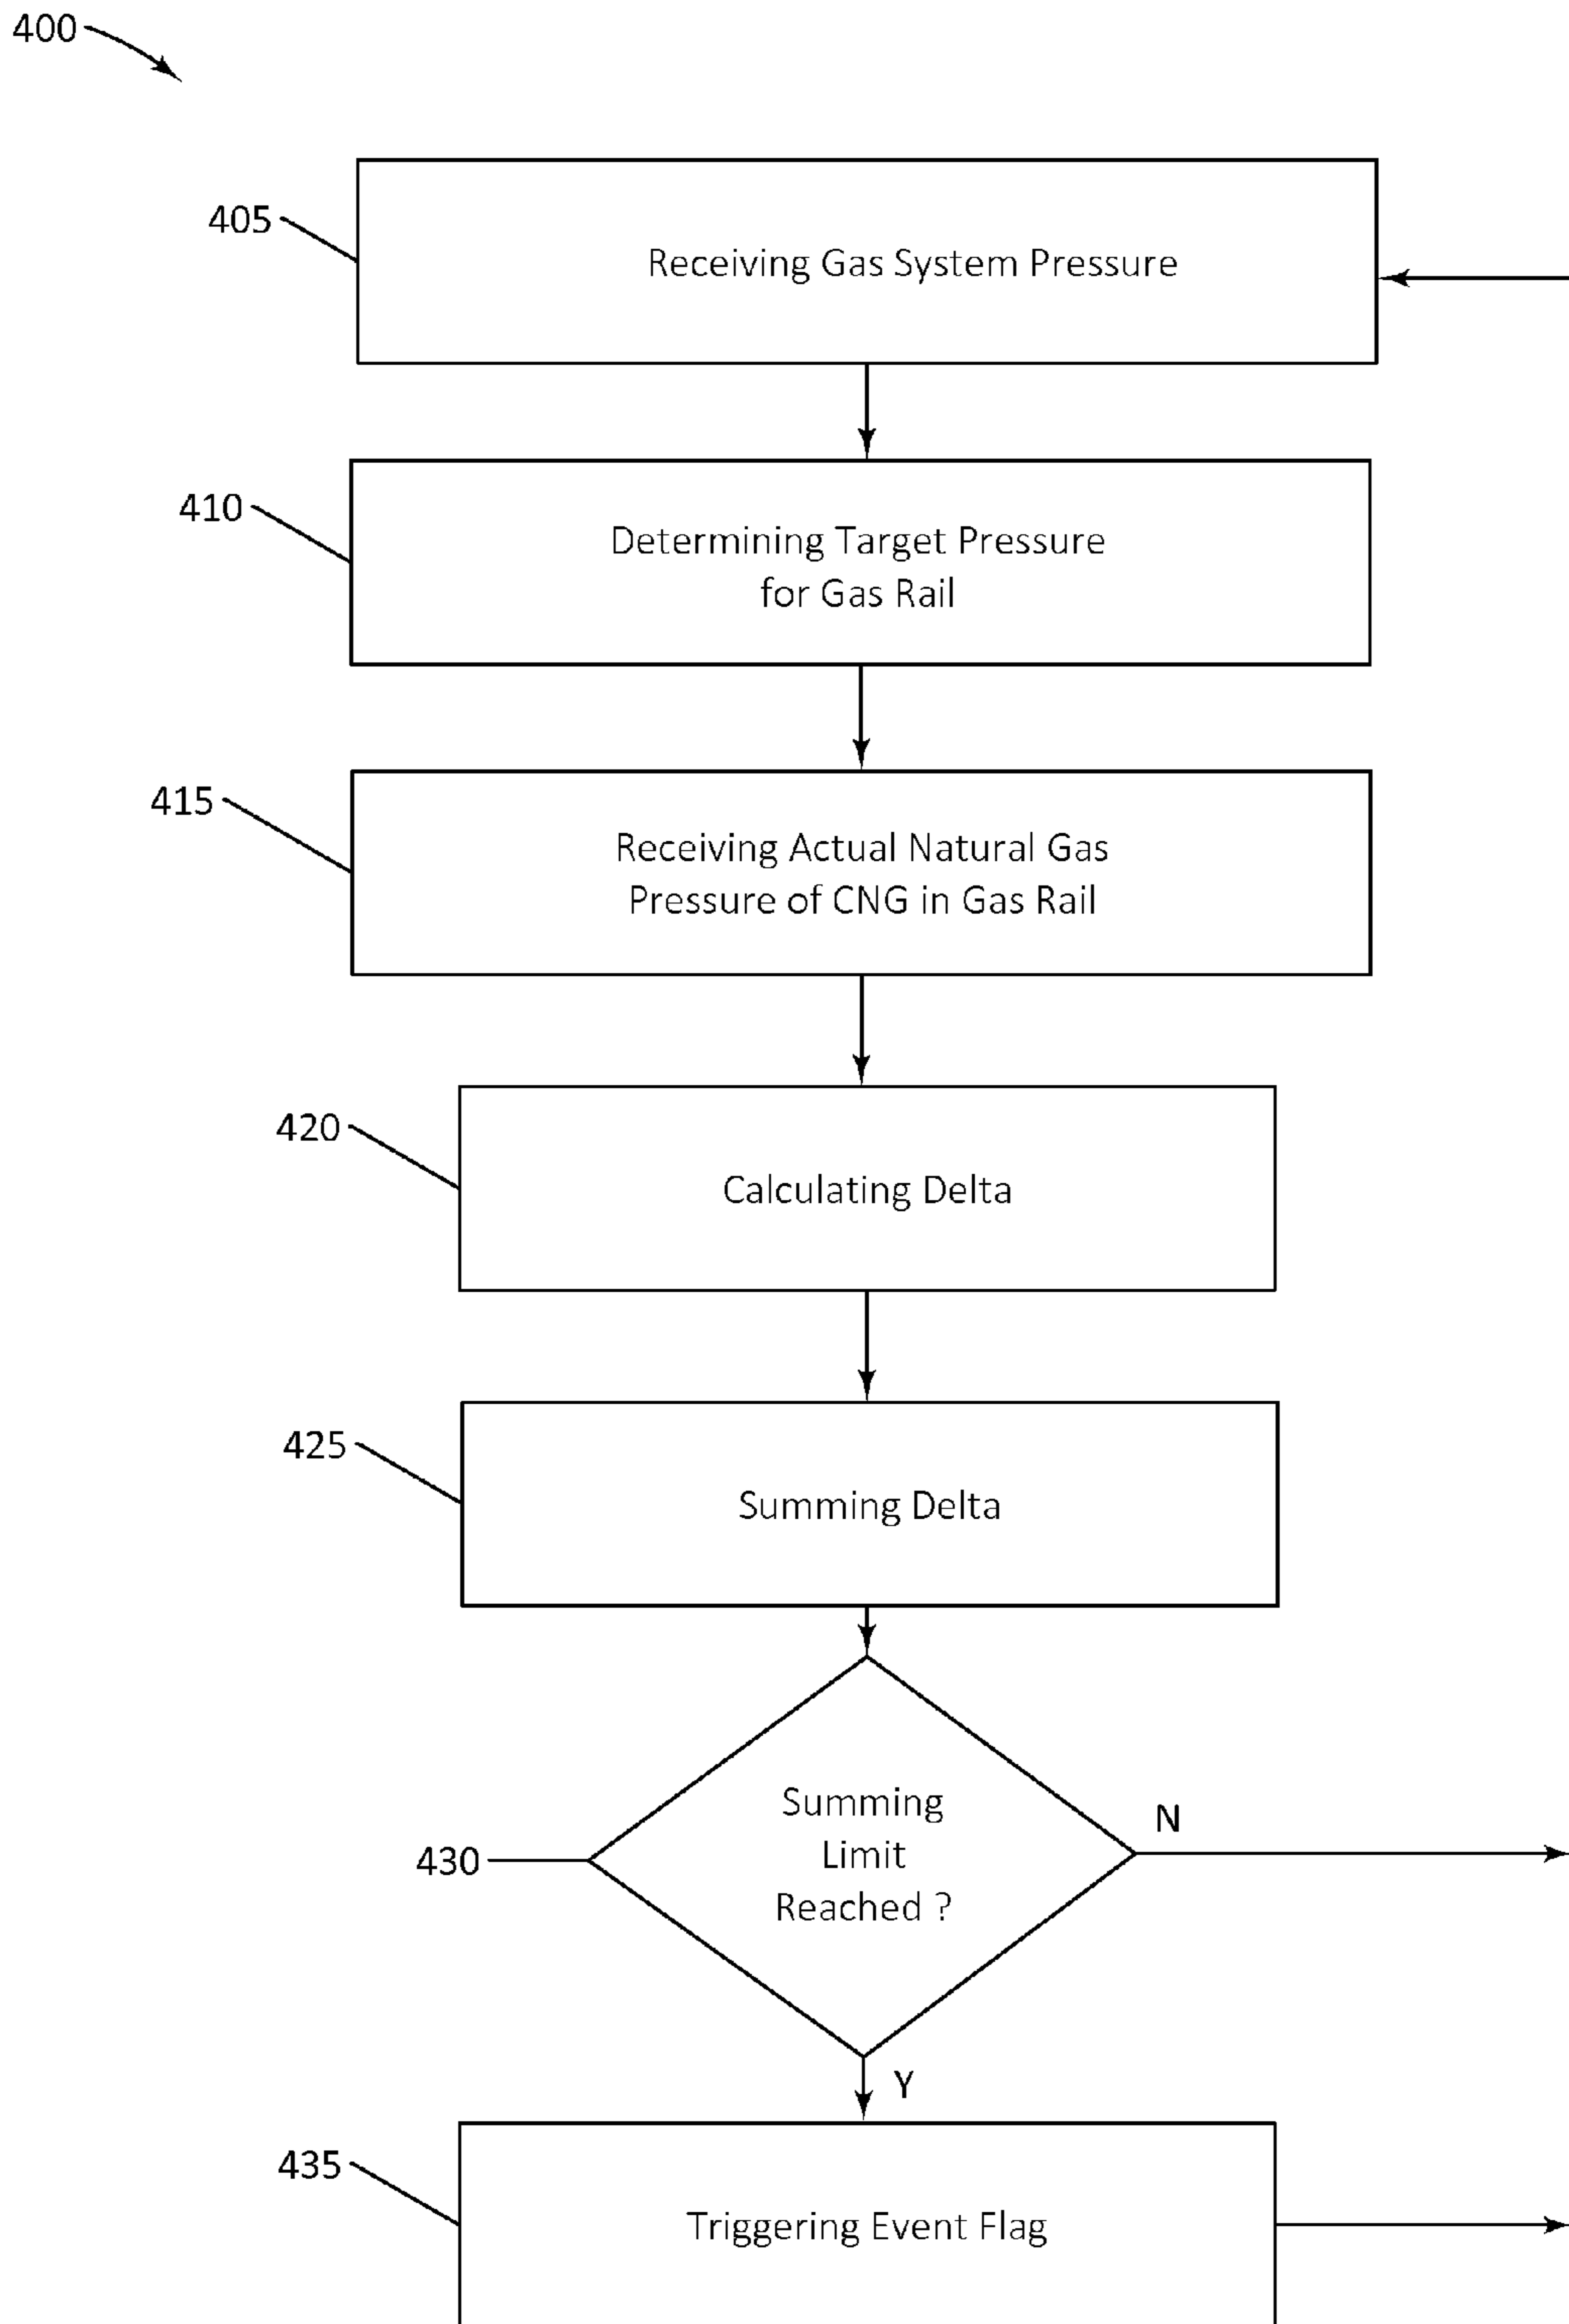 400
405
Receiving Gas System Pressure
410
Determining Target Pressure
for Gas Rail
415
Receiving Actual Natural Gas
Pressure of CNG in Gas Rail
420
Calculating Delta
425
Summing Delta
430
Summing
Limit
Reached ?
N
Y
435
Triggering Event Flag